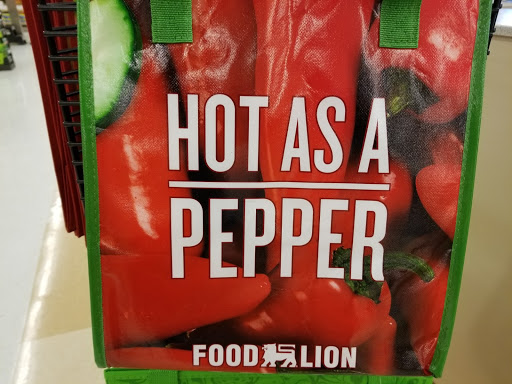 HOT AS A
PEPPER
FOOD LION